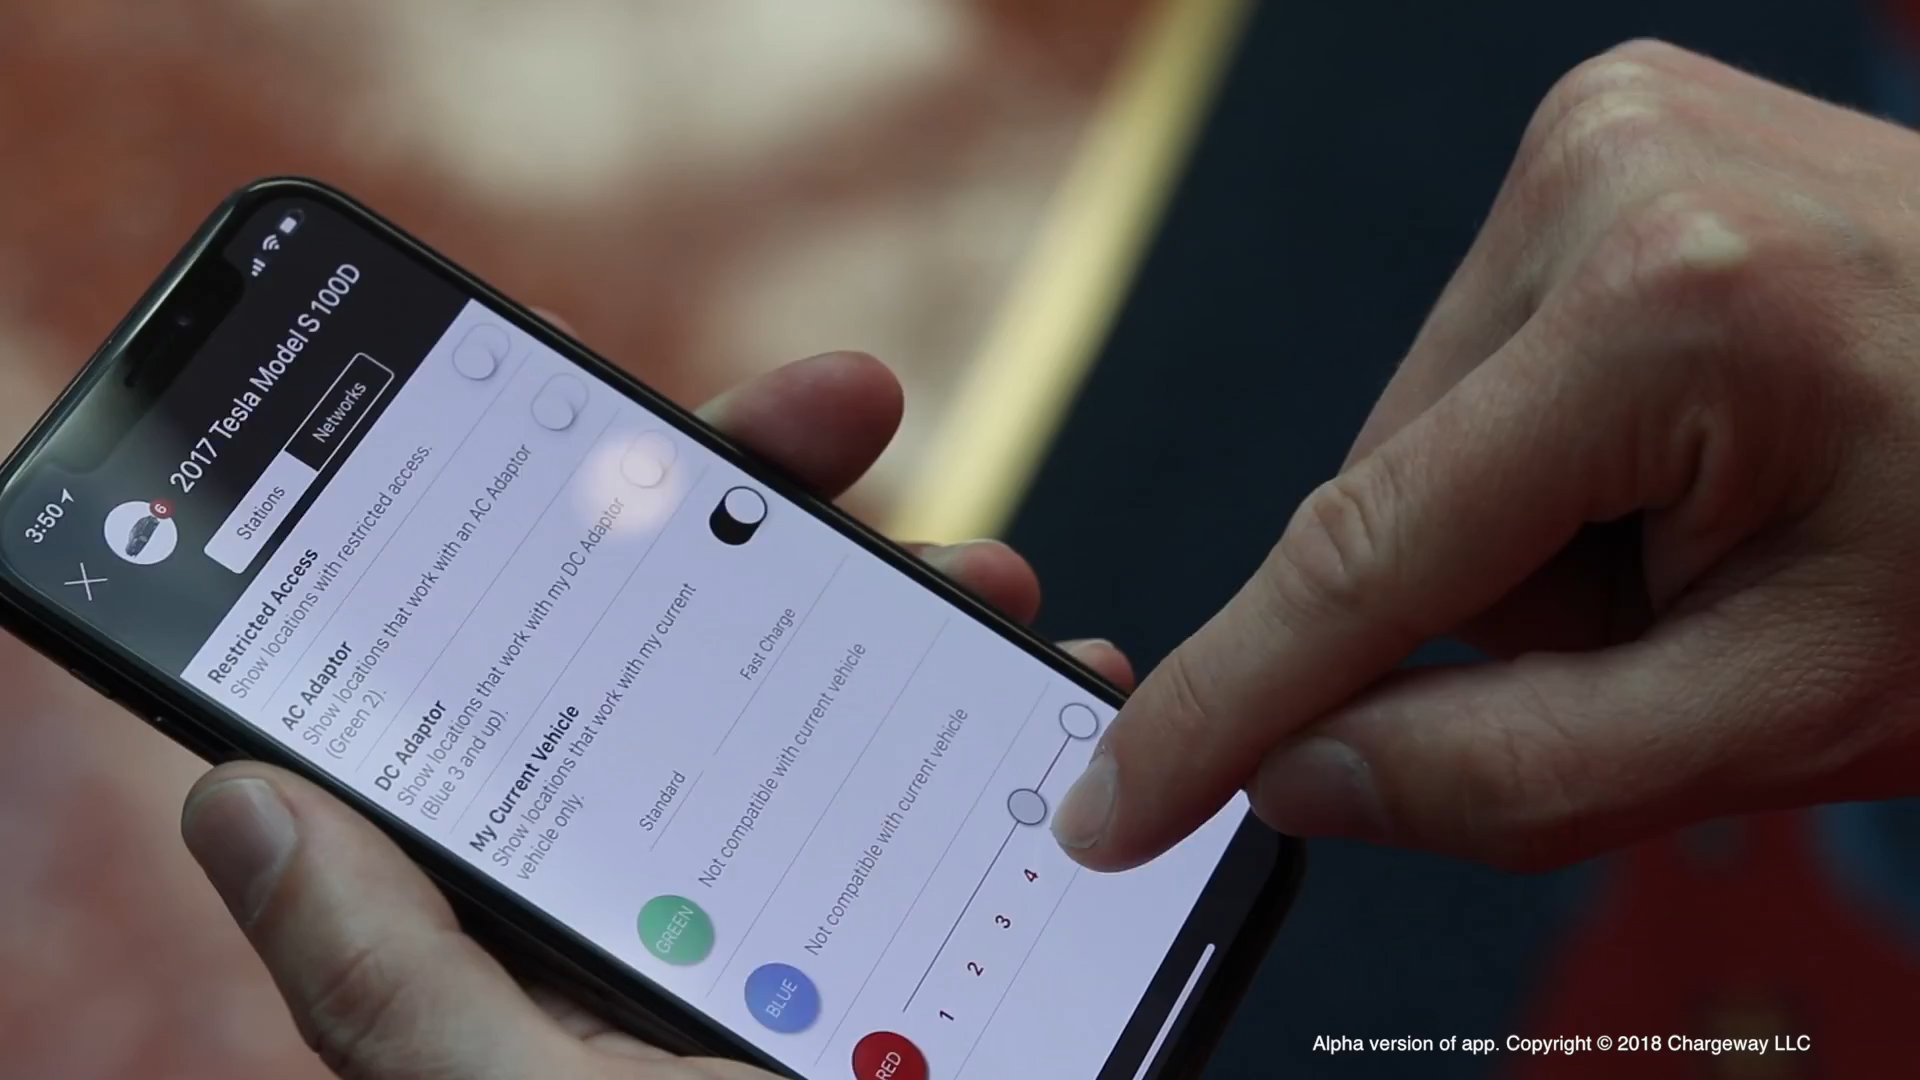 3:50
6
2017 Tesla Model S 100D
Stations
Networks
Restricted Access
Show locations with restricted access.
AC Adaptor
Show locations that work with an AC Adaptor
(Green 2).
DC Adaptor
Show locations that work with my DC Adaptor
(Blue 3 and up).
My Current Vehicle
Show locations that work with my current
vehicle only.
Standard
Fast Charge
GREEN
Not compatible with current vehicle
BLUE
Not compatible with current vehicle
RED
1 2 3 4
Alpha version of app. Copyright © 2018 Chargeway LLC